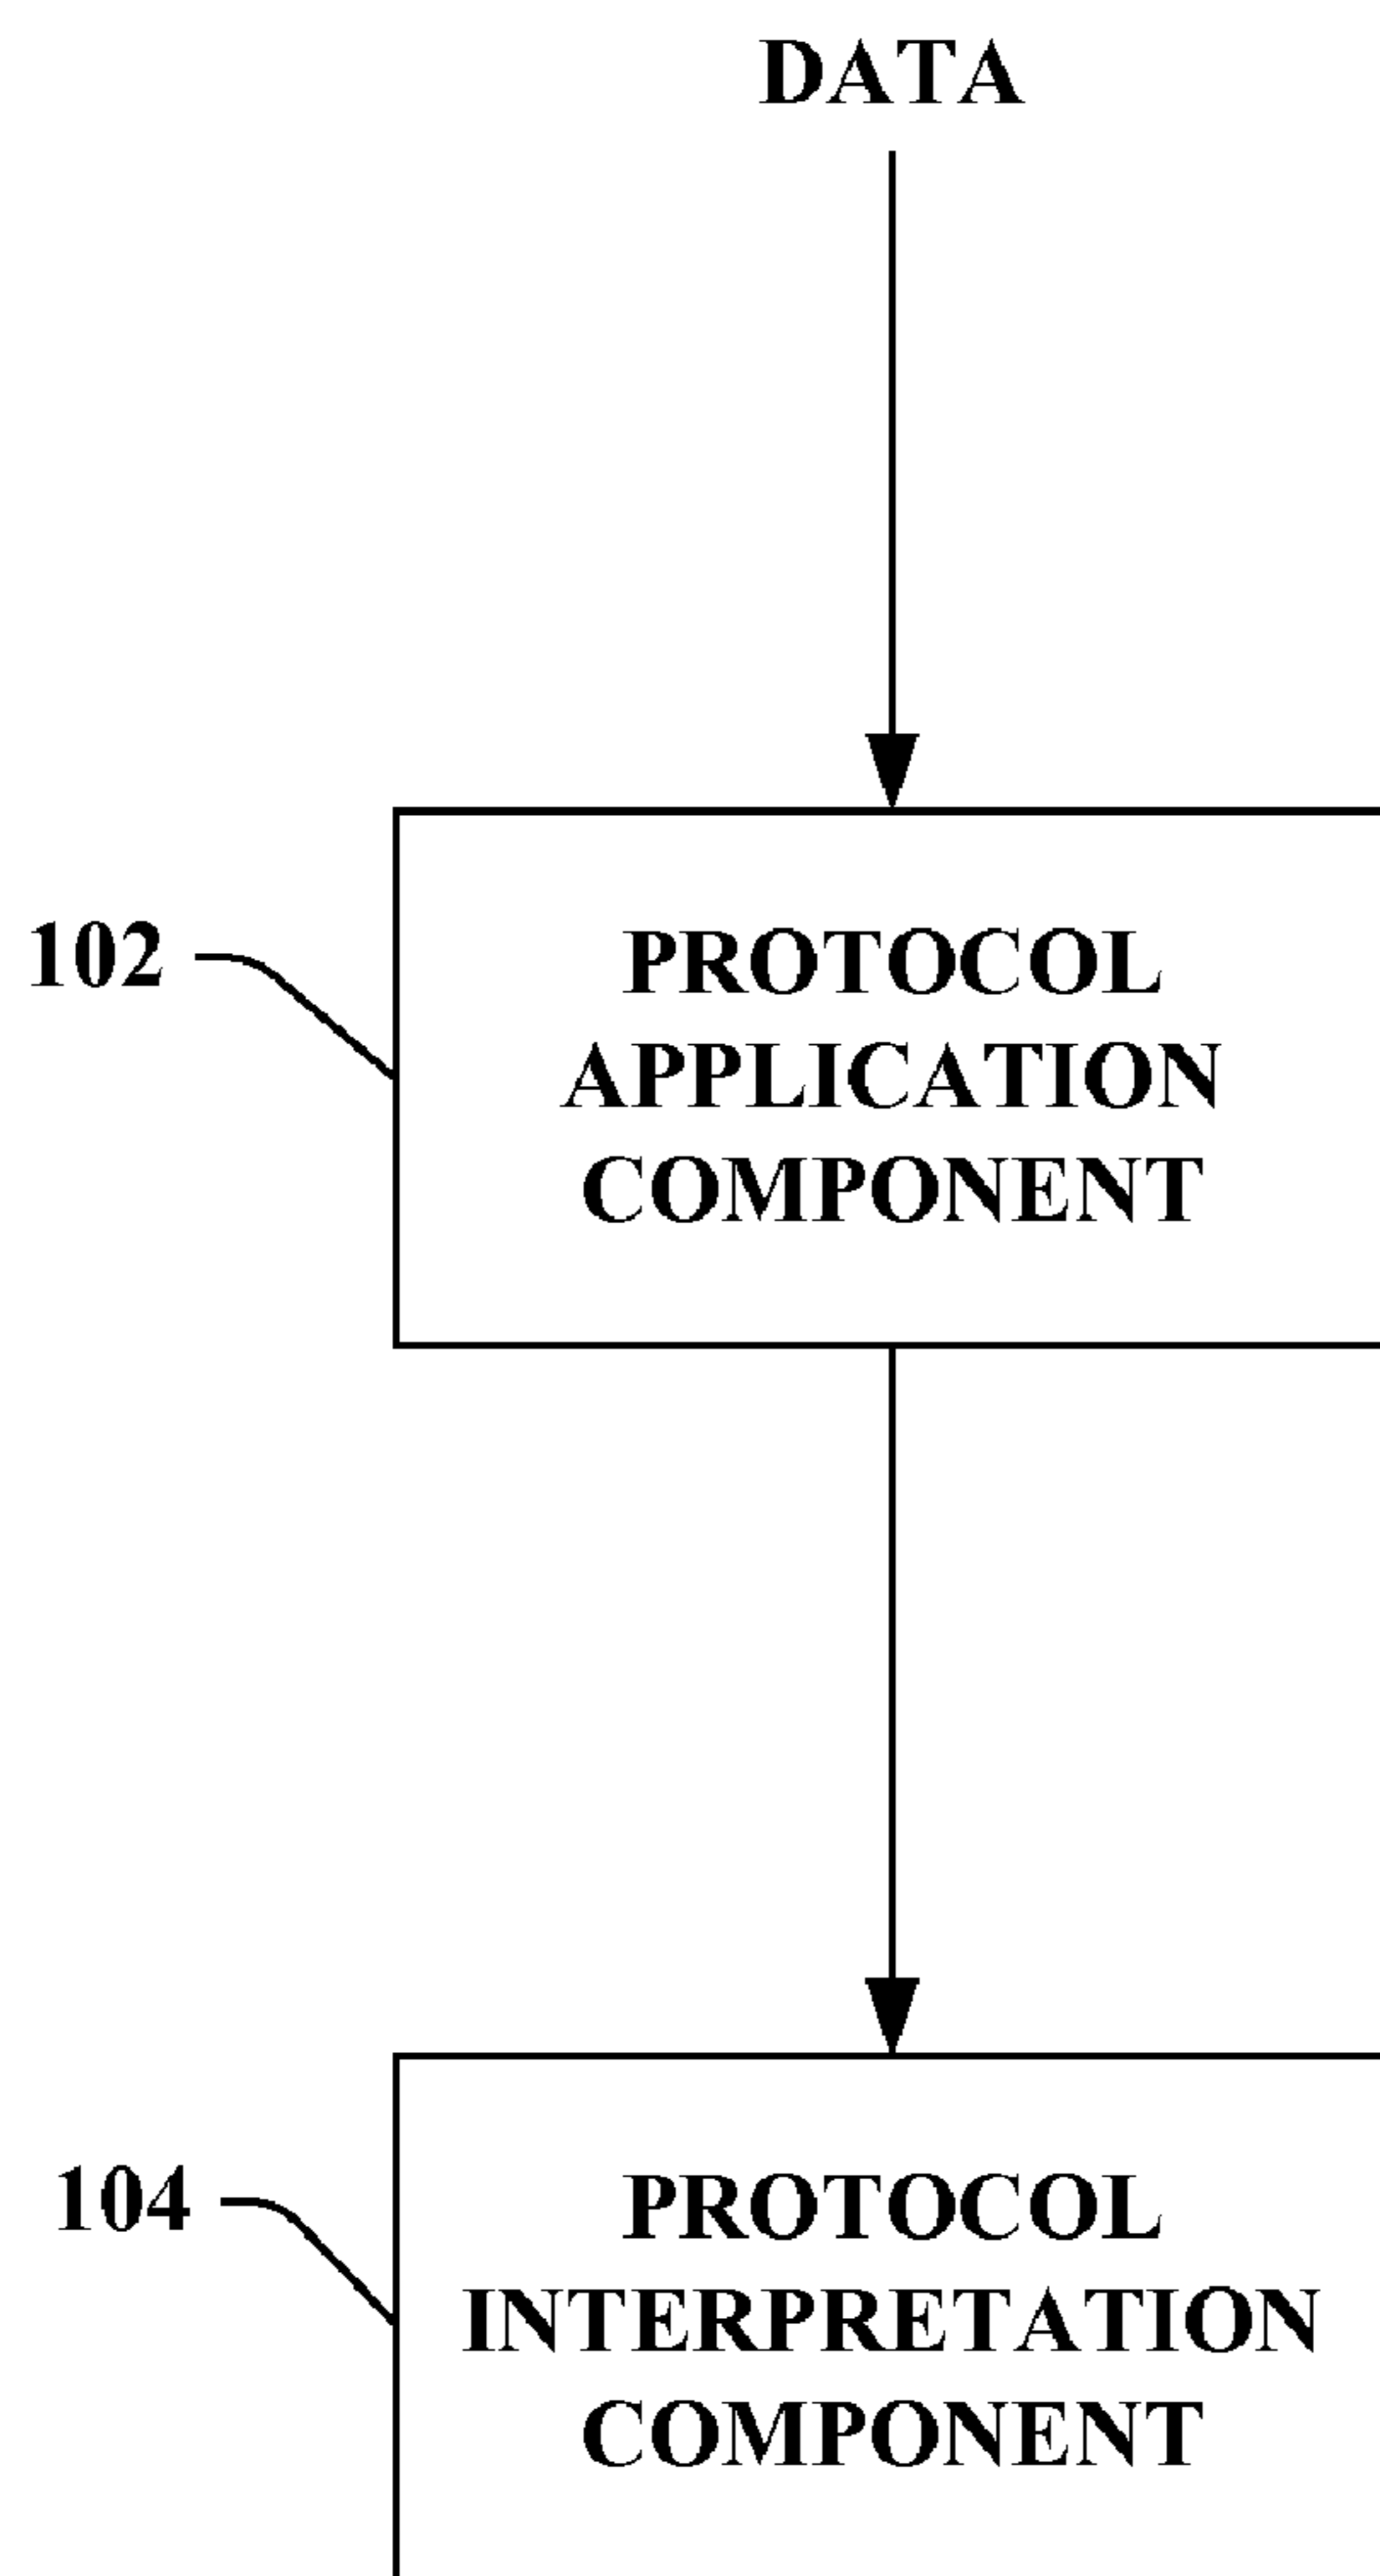 DATA
102
PROTOCOL
APPLICATION
COMPONENT
104
PROTOCOL
INTERPRETATION
COMPONENT